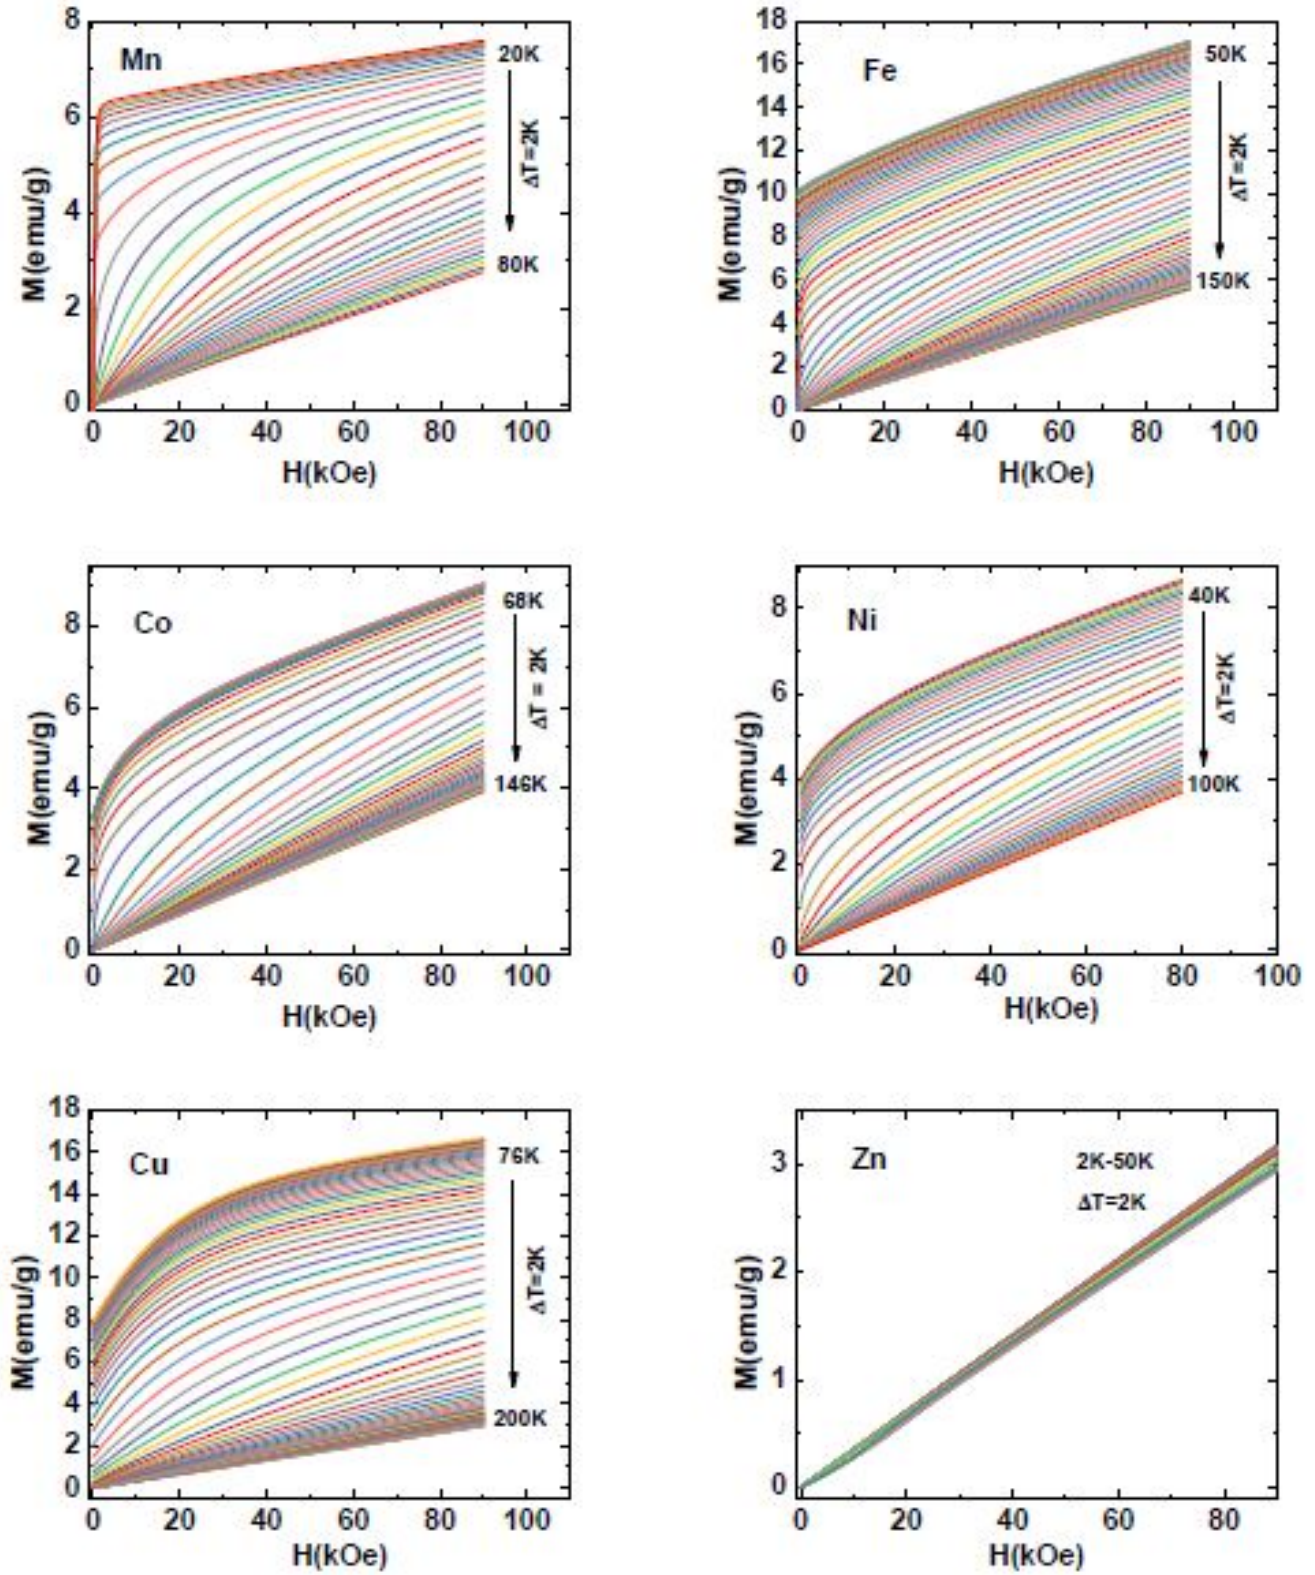 Mn
20K
ΔT=2K
80K
M(emu/g)
8
6
4
2
0
0 20 40 60 80 100
H(kOe)
Fe
50K
ΔT=2K
150K
M(emu/g)
18
16
14
12
10
8
6
4
2
0
0 20 40 60 80 100
H(kOe)
Co
68K
ΔT = 2K
146K
M(emu/g)
8
6
4
2
0
0 20 40 60 80 100
H(kOe)
Ni
40K
ΔT=2K
100K
M(emu/g)
8
6
4
2
0
0 20 40 60 80 100
H(kOe)
Cu
76K
ΔT=2K
200K
M(emu/g)
18
16
14
12
10
8
6
4
2
0
0 20 40 60 80 100
H(kOe)
Zn
2K-50K
ΔT=2K
M(emu/g)
3
2
1
0
0 20 40 60 80
H(kOe)